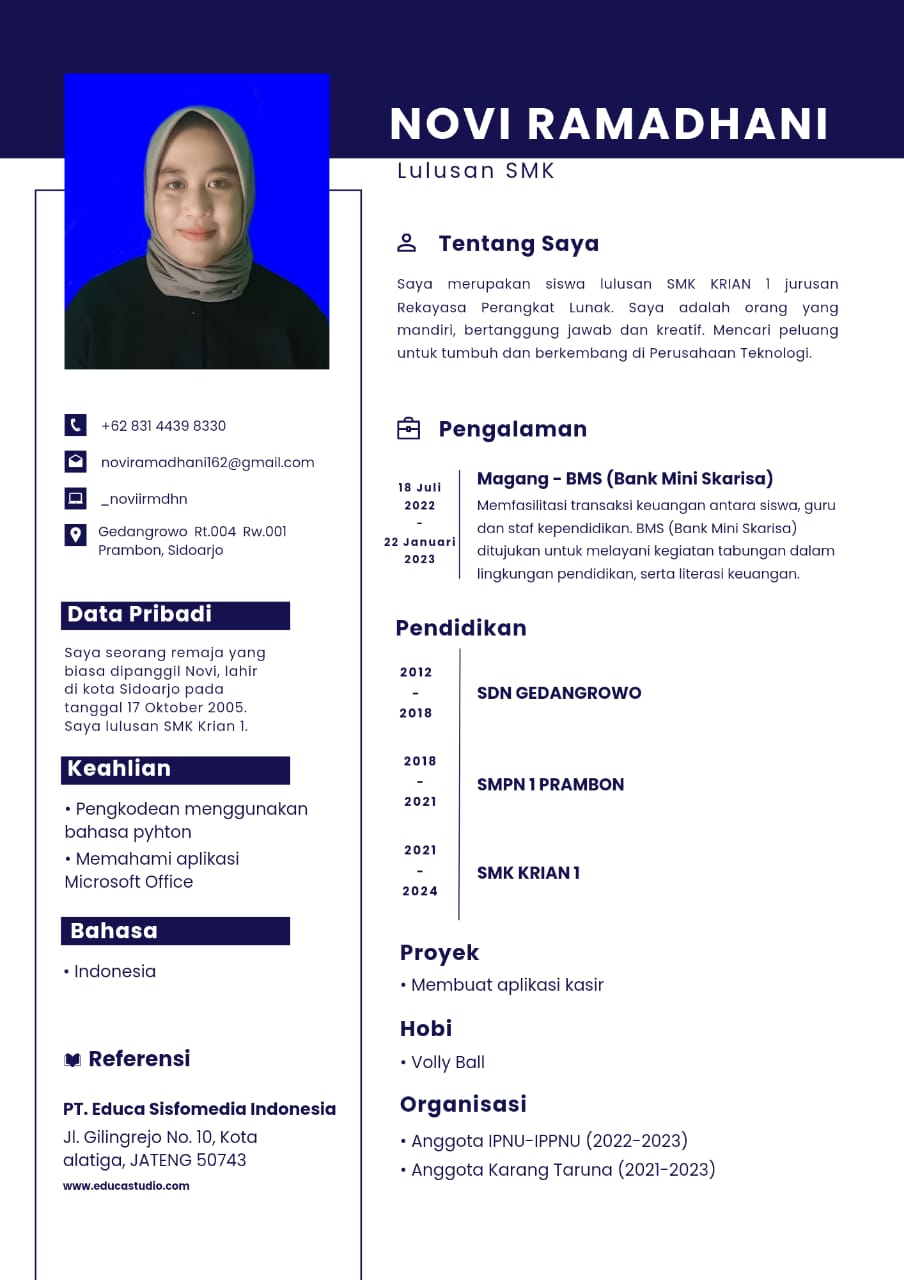 NOVI RAMADHANI
Lulusan SMK
+62 831 4439 8330
noviramadhani162@gmail.com
_noviirmdhn
Gedangrowo Rt.004 Rw.001
Prambon, Sidoarjo
Data Pribadi
Saya seorang remaja yang
biasa dipanggil Novi, lahir
di kota Sidoarjo pada
tanggal 17 Oktober 2005.
Saya lulusan SMK Krian 1.
Keahlian
• Pengkodean menggunakan
bahasa pyhton
• Memahami aplikasi
Microsoft Office
Bahasa
• Indonesia
Referensi
PT. Educa Sisfomedia Indonesia
Jl. Gilingrejo No. 10, Kota
alatiga, JATENG 50743
www.educastudio.com
Tentang Saya
Saya merupakan siswa lulusan SMK KRIAN 1 jurusan
Rekayasa Perangkat Lunak. Saya adalah orang yang
mandiri, bertanggung jawab dan kreatif. Mencari peluang
untuk tumbuh dan berkembang di Perusahaan Teknologi.
Pengalaman
18 Juli
2022
-
22 Januari
2023
Magang - BMS (Bank Mini Skarisa)
Memfasilitasi transaksi keuangan antara siswa, guru
dan staf kependidikan. BMS (Bank Mini Skarisa)
ditujukan untuk melayani kegiatan tabungan dalam
lingkungan pendidikan, serta literasi keuangan.
Pendidikan
2012
-
2018
SDN GEDANGROWO
2018
-
2021
SMPN 1 PRAMBON
2021
-
2024
SMK KRIAN 1
Proyek
• Membuat aplikasi kasir
Hobi
• Volly Ball
Organisasi
• Anggota IPNU-IPPNU (2022-2023)
• Anggota Karang Taruna (2021-2023)